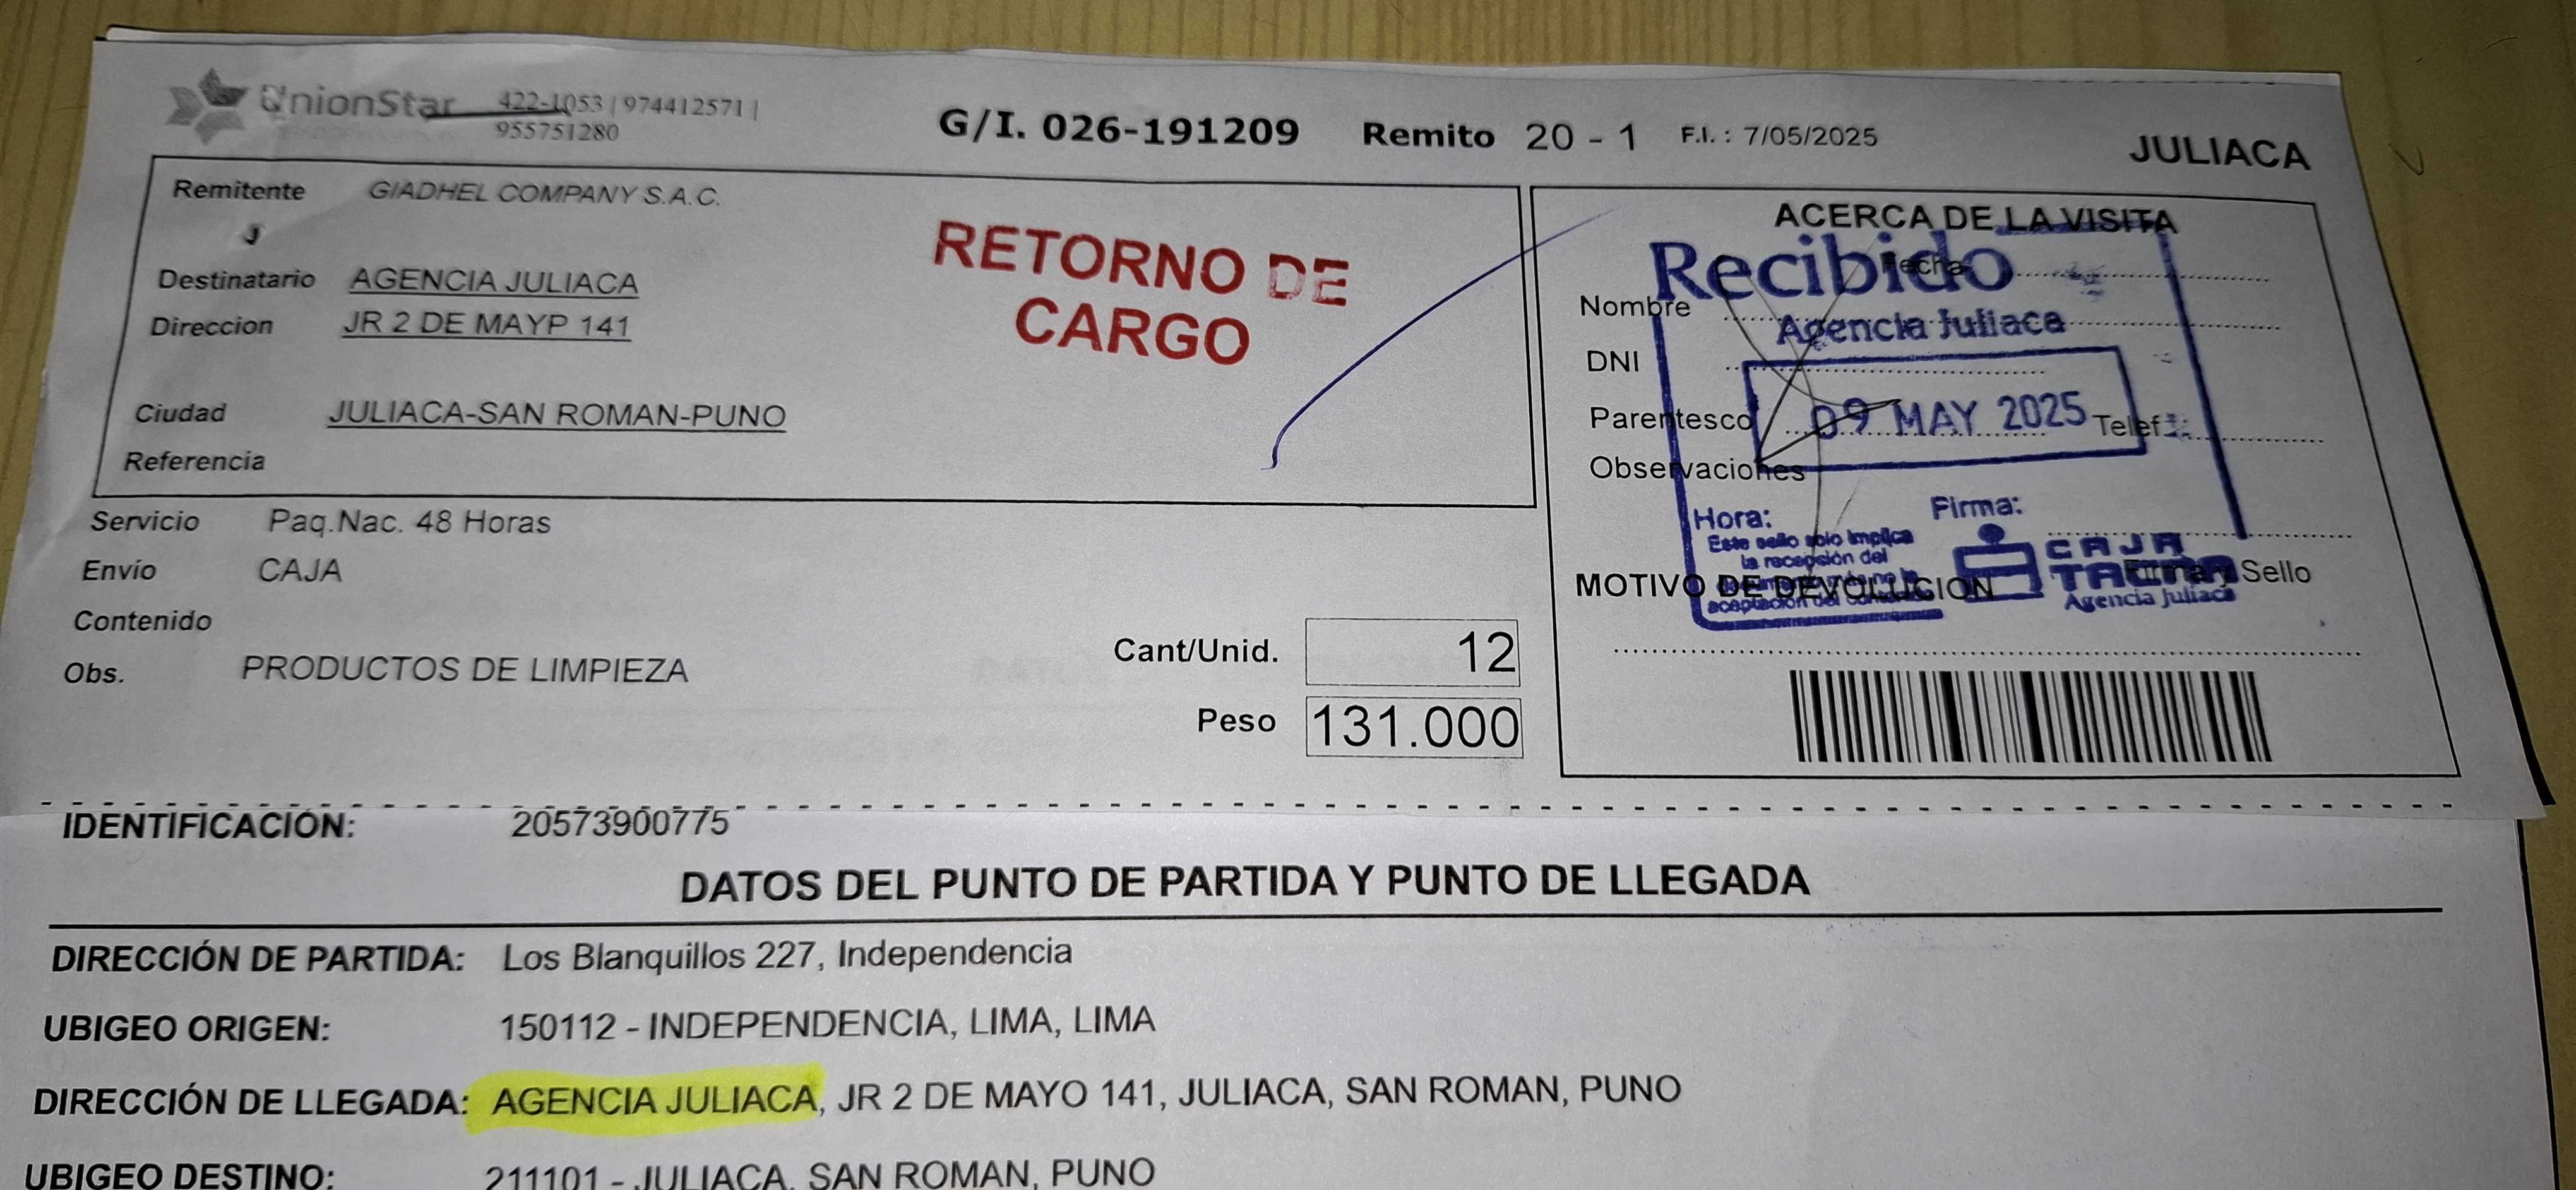 UnionStar 422-1053 | 974412571 |
955751280
G/I. 026-191209 Remito 20 - 1 F.I. : 7/05/2025 JULIACA
Remitente GIADHEL COMPANY S.A.C.
J
Destinatario AGENCIA JULIACA
Direccion JR 2 DE MAYP 141
Ciudad JULIACA-SAN ROMAN-PUNO
Referencia
RETORNO DE
CARGO
Servicio Paq.Nac. 48 Horas
Envío CAJA
Contenido
Obs. PRODUCTOS DE LIMPIEZA
Cant/Unid. 12
Peso 131.000
ACERCA DE LA VISITA
Fecha
Nombre
DNI
Parentesco Telef
Observaciones
Firma y Sello
MOTIVO DE DEVOLUCION
Recibido
Agencia Juliaca
09 MAY 2025
Hora: Firma:
Este sello solo implica
la recepción del
aceptación del
CAJA
TACNA
Agencia Juliaca
IDENTIFICACIÓN: 20573900775
DATOS DEL PUNTO DE PARTIDA Y PUNTO DE LLEGADA
DIRECCIÓN DE PARTIDA: Los Blanquillos 227, Independencia
UBIGEO ORIGEN: 150112 - INDEPENDENCIA, LIMA, LIMA
DIRECCIÓN DE LLEGADA: AGENCIA JULIACA, JR 2 DE MAYO 141, JULIACA, SAN ROMAN, PUNO
UBIGEO DESTINO: 211101 - JULIACA, SAN ROMAN, PUNO